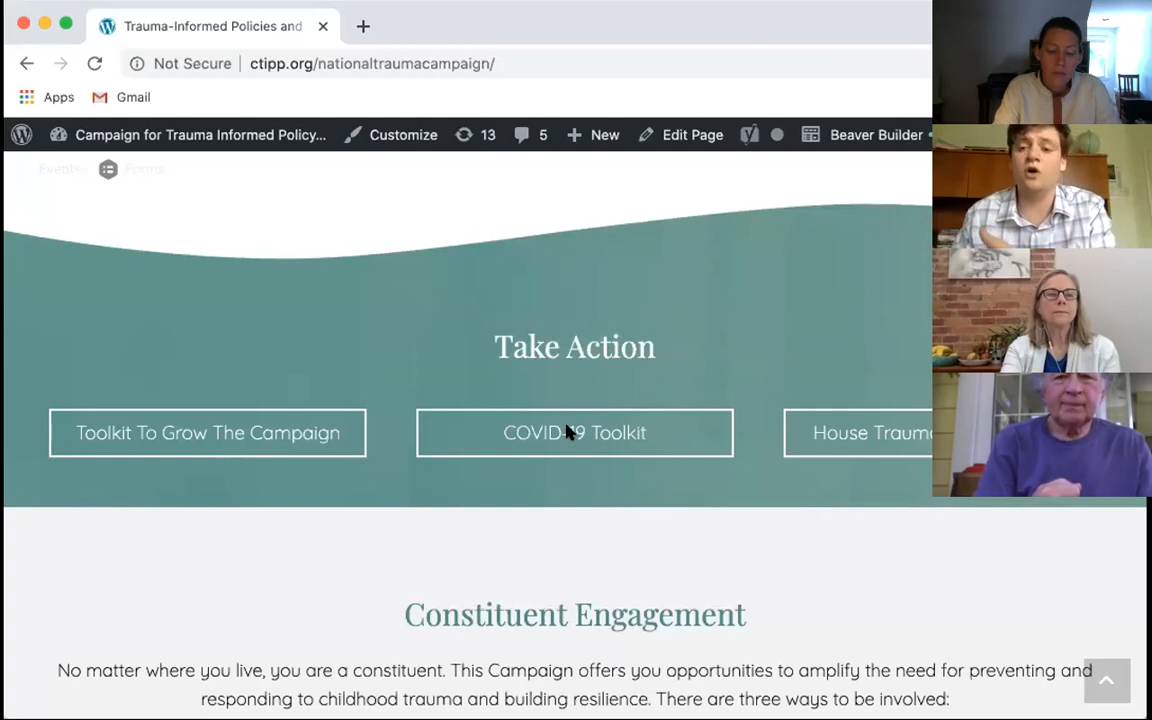 Trauma-Informed Policies and
Not Secure ctipp.org/nationaltraumacampaign/
Apps Gmail
Campaign for Trauma Informed Policy... Customize 13 5 New Edit Page Beaver Builder
Events Forms
Take Action
Toolkit To Grow The Campaign COVID-19 Toolkit House Trauma
Constituent Engagement
No matter where you live, you are a constituent. This Campaign offers you opportunities to amplify the need for preventing and
responding to childhood trauma and building resilience. There are three ways to be involved: